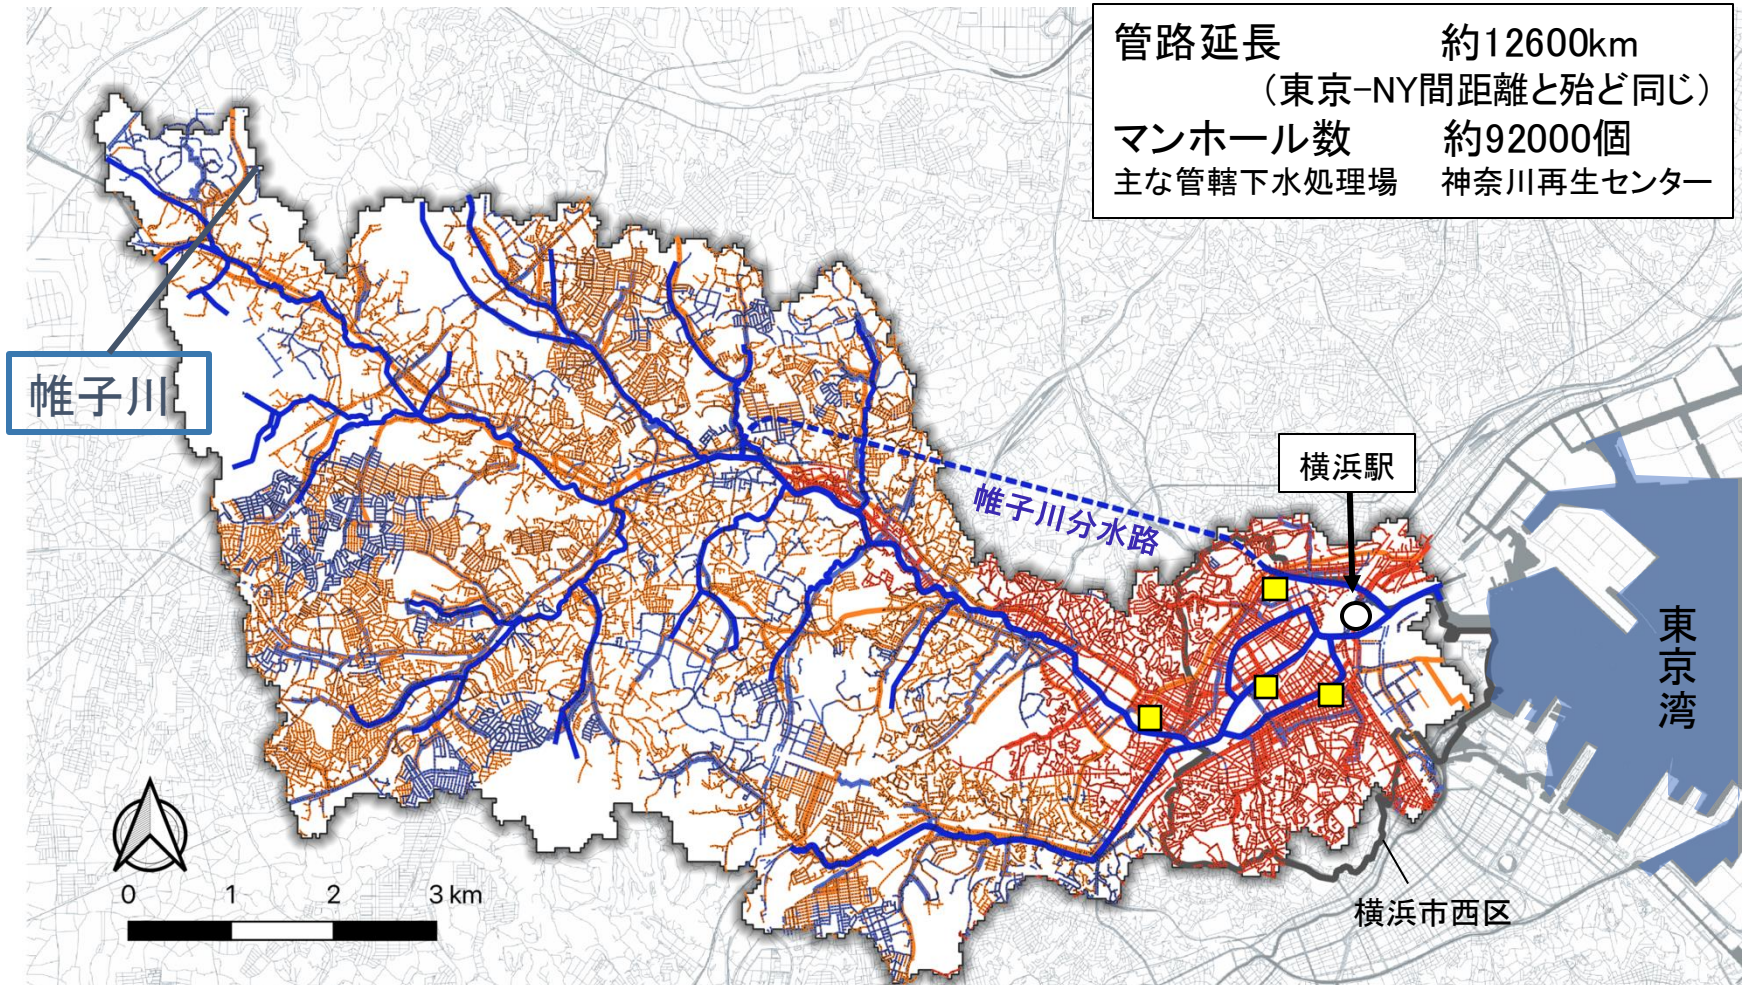 管路延長 約12600km
（東京-NY間距離と殆ど同じ）
マンホール数 約92000個
主な管轄下水処理場 神奈川再生センター
帷子川
横浜駅
帷子川分水路
東京湾
横浜市西区
0 1 2 3 km